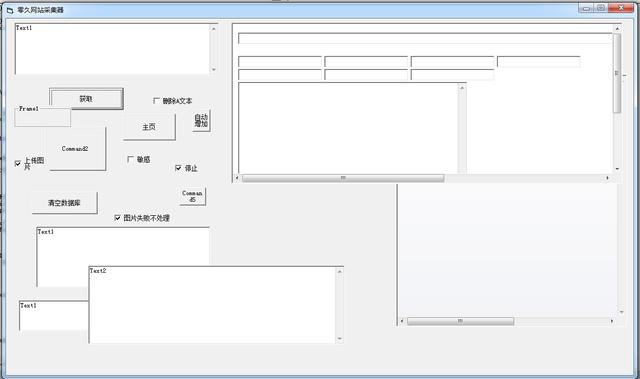 零久网站采集器
Text1
获取
删除A文本
Frame1
主页
自动
增加
Command2
上传图
片
敏感
停止
清空数据库
Comman
d5
图片失败不处理
Text1
Text2
Text1